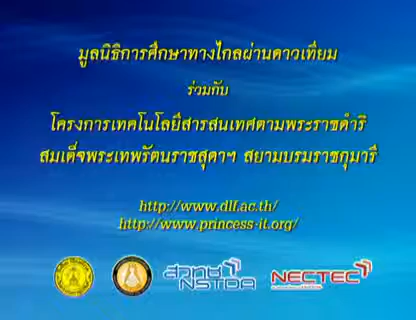 มูลนิธิการศึกษาทางไกลผ่านดาวเทียม
ร่วมกับ
โครงการเทคโนโลยีสารสนเทศตามพระราชดำริ
สมเด็จพระเทพรัตนราชสุดาฯ สยามบรมราชกุมารี
http://www.dlf.ac.th/
http://www.princess-it.org/
สวทช NECTEC
NSTDA